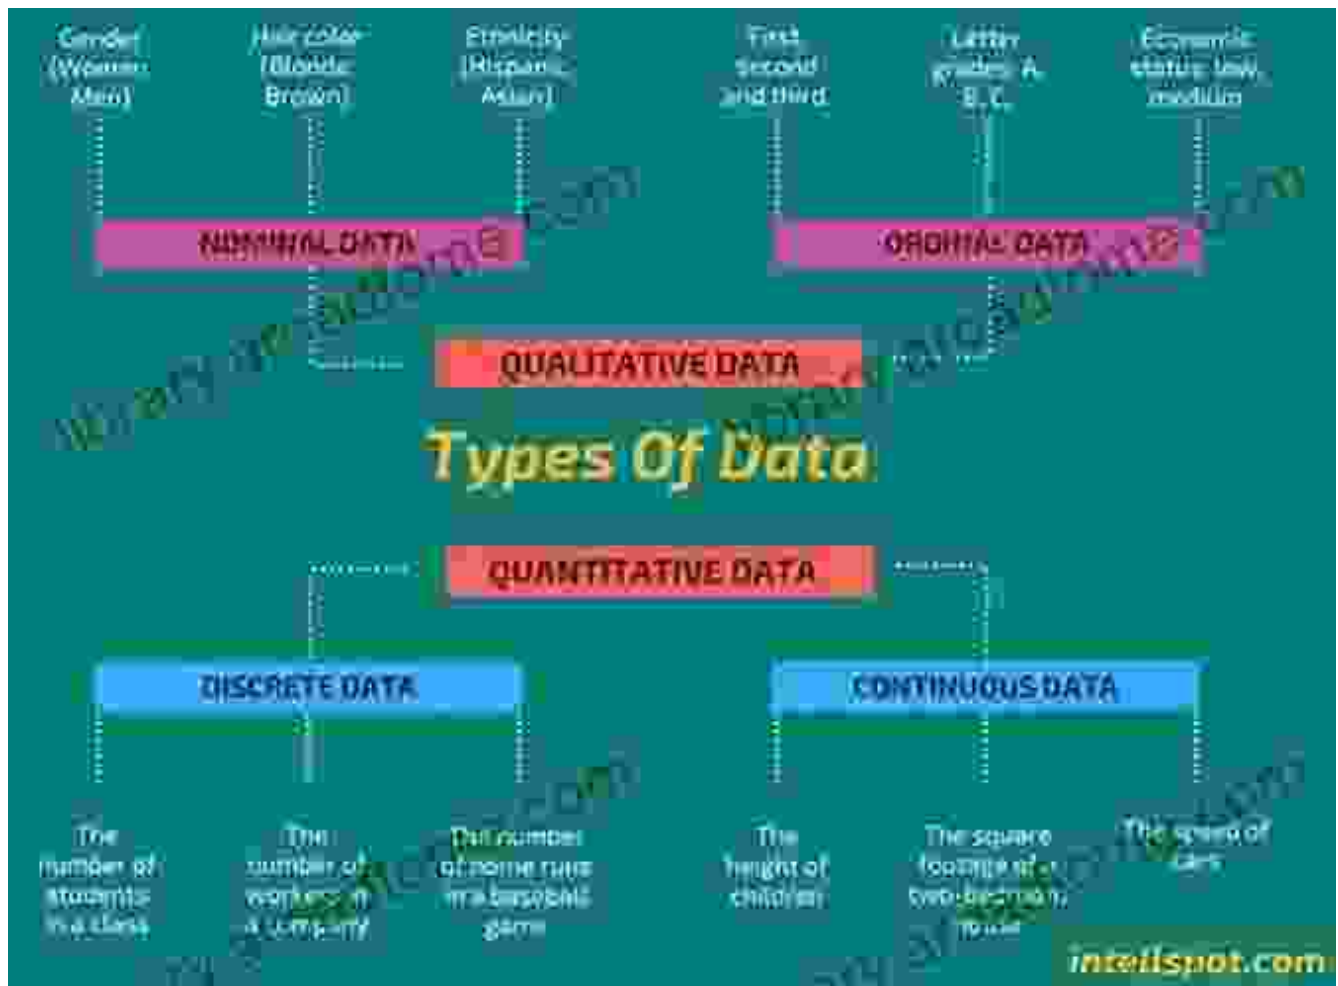 Gender
(Women,
Men)
Hair color
(Blonde,
Brown)
Ethnicity
(Hispanic,
Asian)
First,
second
and third
Letter
grades: A,
B, C,
Economic
status: low,
medium
NOMINAL DATA
ORDINAL DATA
QUALITATIVE DATA
Types Of Data
QUANTITATIVE DATA
DISCRETE DATA
CONTINUOUS DATA
The
number of
students
in a class
The
number of
workers in
a company
number
of home runs
in a baseball
game
The
height of
children
The square
footage of a
two-bedroom
house
The speed of
cars
intellspot.com